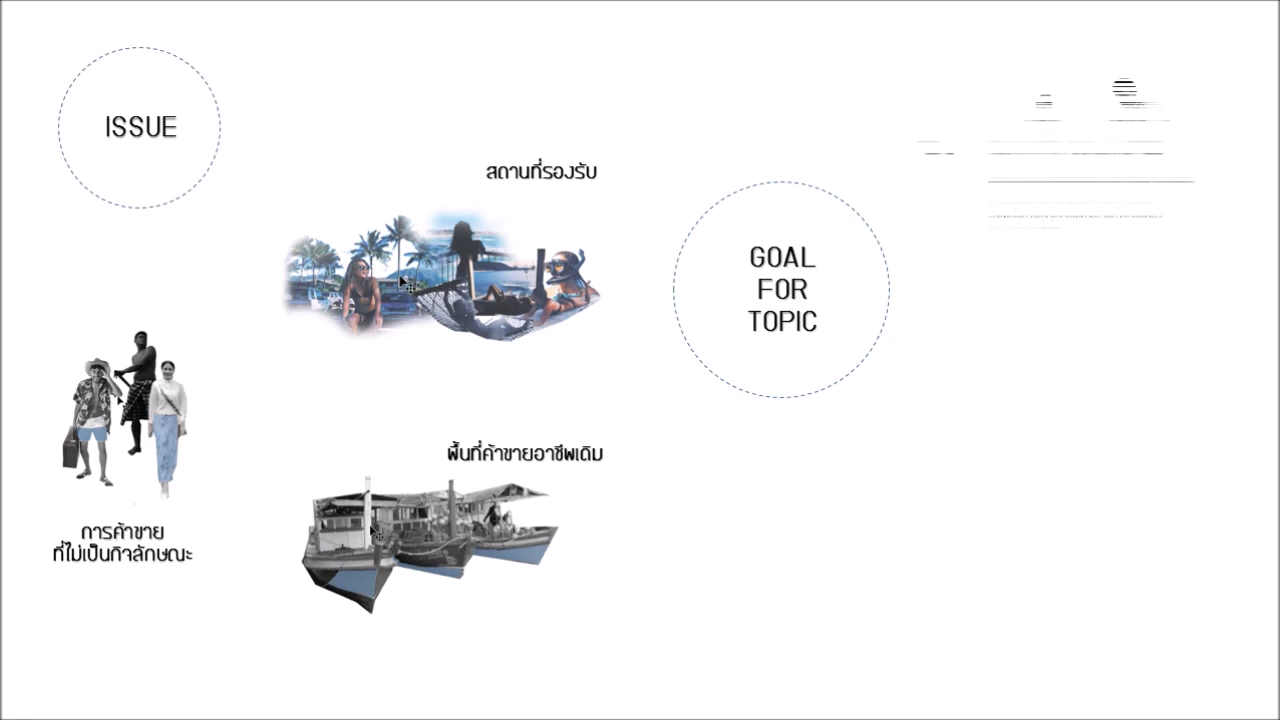 ISSUE
สถานที่รองรับ
GOAL
FOR
TOPIC
พื้นที่ค้าขายอาชีพเดิม
การค้าขาย
ที่ไม่เป็นกิจลักษณะ